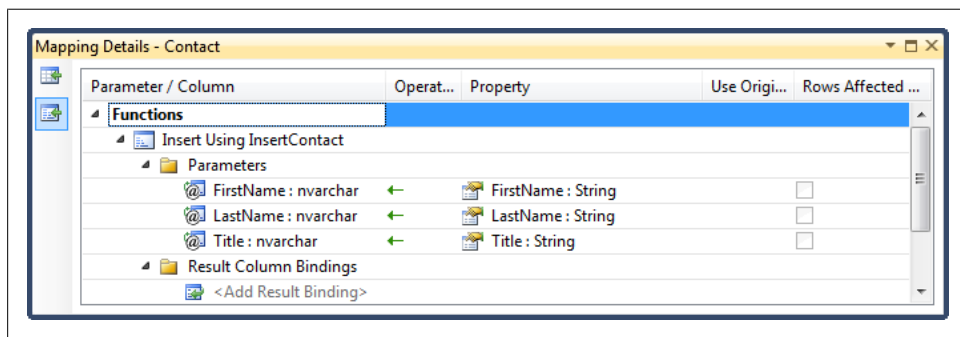 Mapping Details - Contact
Parameter / Column Operat... Property Use Origi... Rows Affected ...
Functions
Insert Using InsertContact
Parameters
@ FirstName : nvarchar ← FirstName : String
@ LastName : nvarchar ← LastName : String
@ Title : nvarchar ← Title : String
Result Column Bindings
<Add Result Binding>